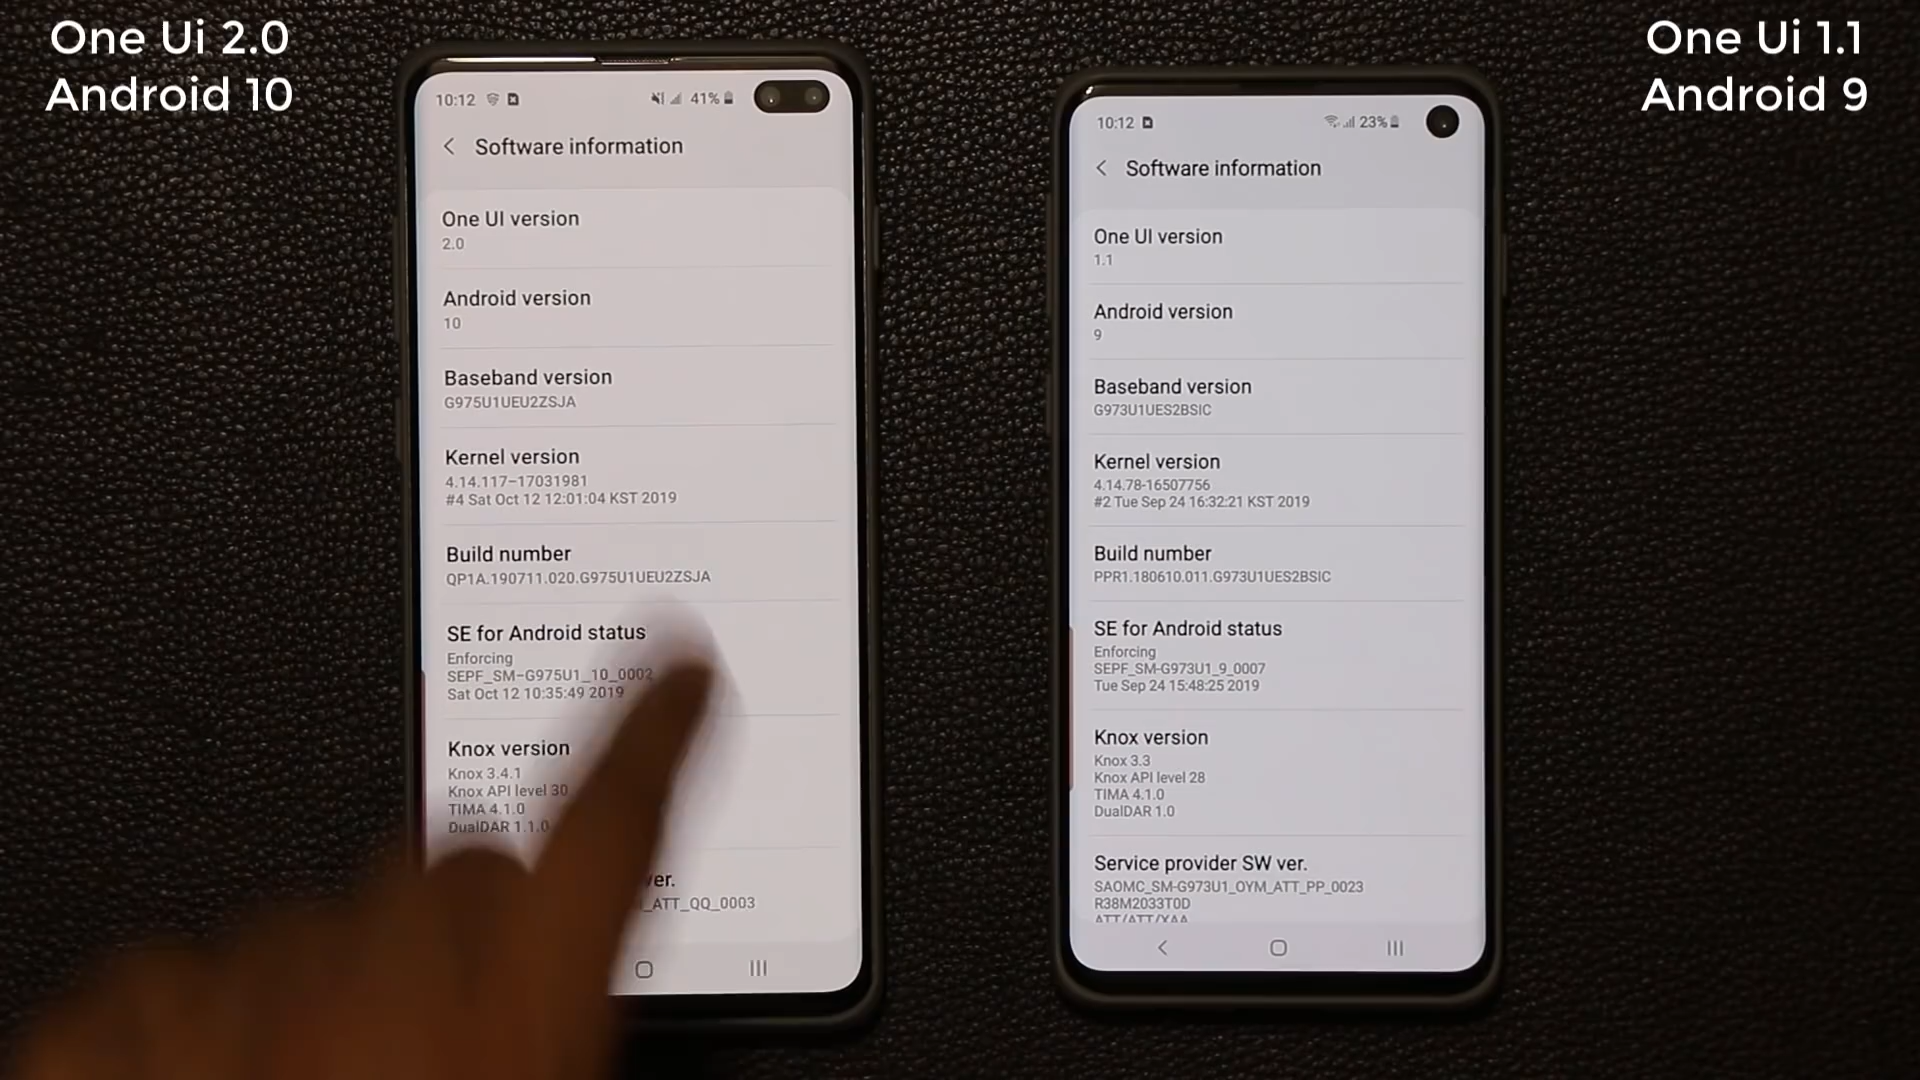 One Ui 2.0
Android 10
One Ui 1.1
Android 9
10:12
41%
Software information
One UI version
2.0
Android version
10
Baseband version
G975U1UEU2ZSJA
Kernel version
4.14.117-17031981
#4 Sat Oct 12 12:01:04 KST 2019
Build number
QP1A.190711.020.G975U1UEU2ZSJA
SE for Android status
Enforcing
SEPF_SM-G975U1_10_0002
Sat Oct 12 10:35:49 2019
Knox version
Knox 3.4.1
Knox API level 30
TIMA 4.1.0
DualDAR 1.1.0
ver.
_ATT_QQ_0003
10:12
23%
Software information
One UI version
1.1
Android version
9
Baseband version
G973U1UES2BSIC
Kernel version
4.14.78-16507756
#2 Tue Sep 24 16:32:21 KST 2019
Build number
PPR1.180610.011.G973U1UES2BSIC
SE for Android status
Enforcing
SEPF_SM-G973U1_9_0007
Tue Sep 24 15:48:25 2019
Knox version
Knox 3.3
Knox API level 28
TIMA 4.1.0
DualDAR 1.0
Service provider SW ver.
SAOMC_SM-G973U1_OYM_ATT_PP_0023
R38M2033T0D
ATT/ATT/XAA